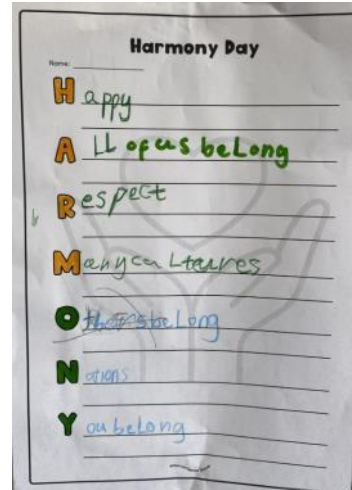 Harmony Day
Name:
Happy
ALL of us beLong
Respect
Many cuLtures
Others beLong
Nations
You belong